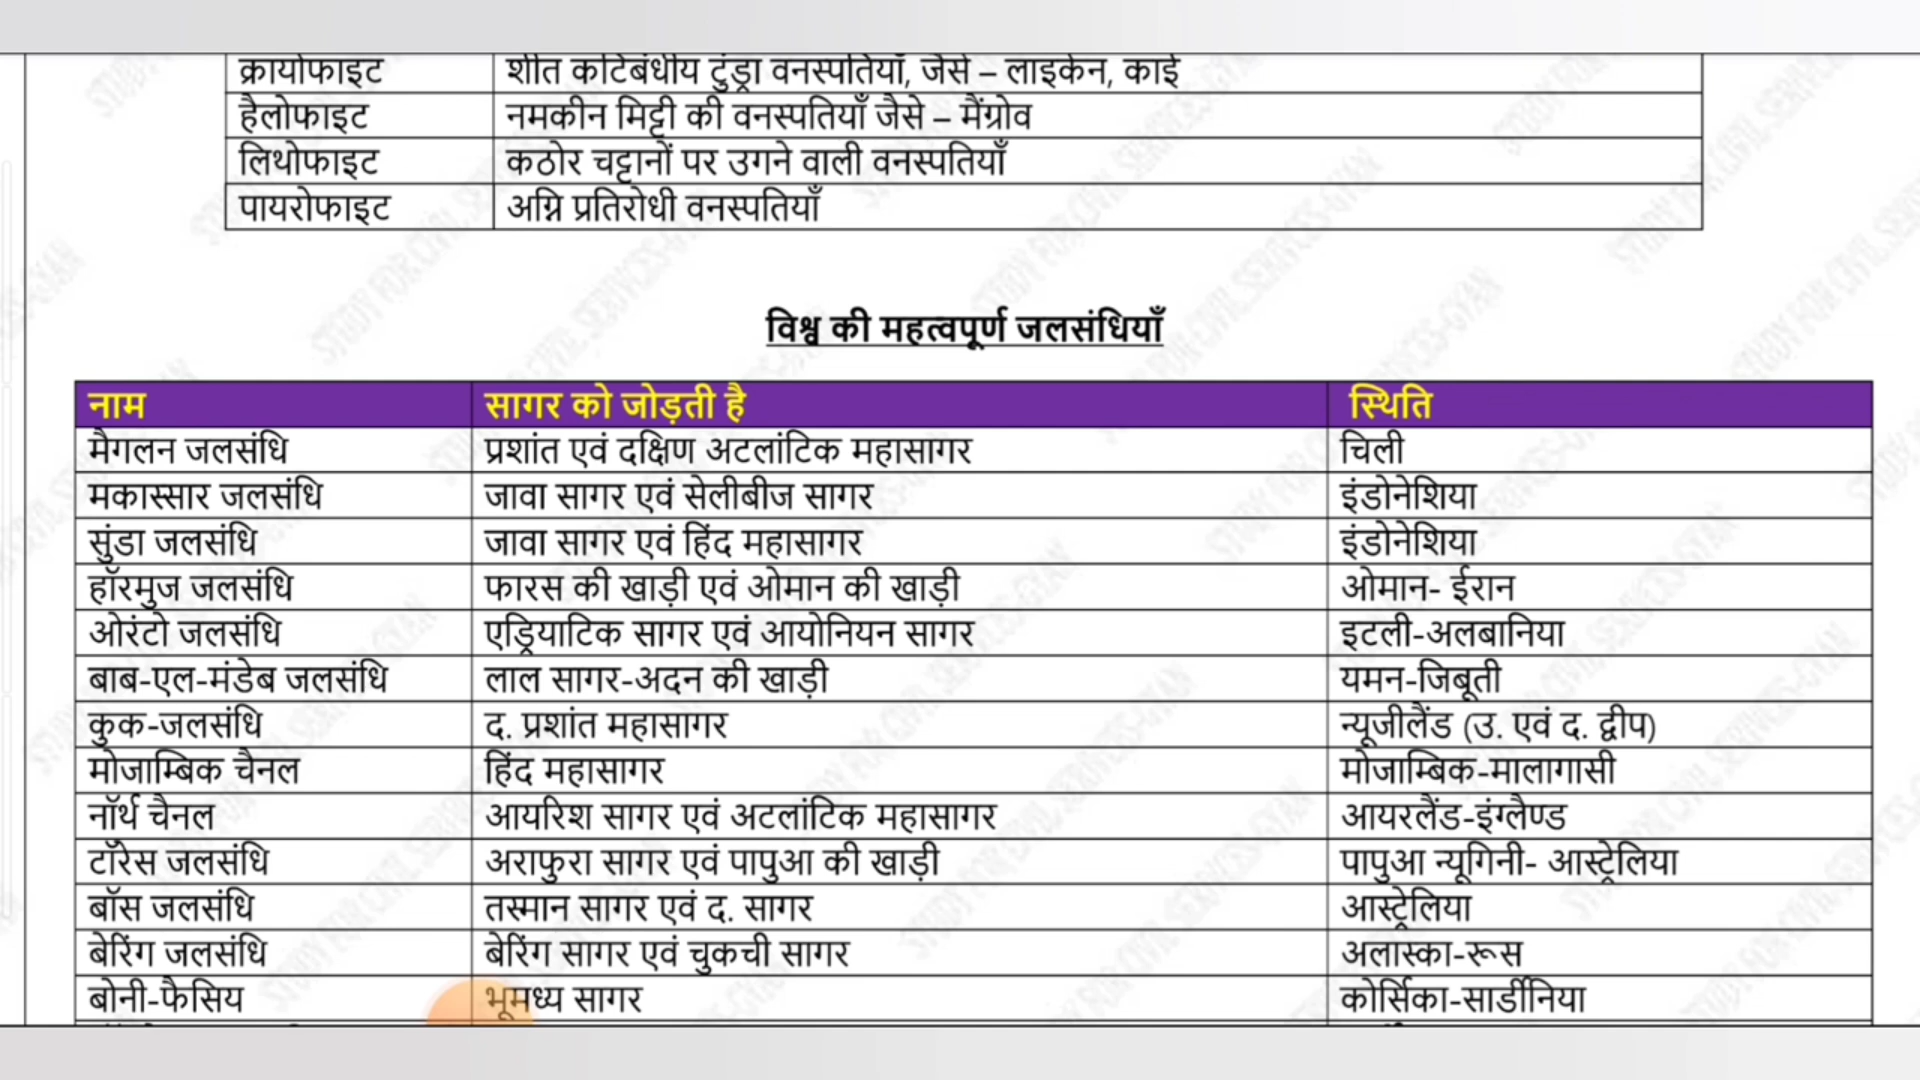 क्रायोफाइट शीत कटिबंधीय टुंड्रा वनस्पतियाँ, जैसे – लाइकेन, काई
हैलोफाइट नमकीन मिट्टी की वनस्पतियाँ जैसे – मैंग्रोव
लिथोफाइट कठोर चट्टानों पर उगने वाली वनस्पतियाँ
पायरोफाइट अग्नि प्रतिरोधी वनस्पतियाँ
विश्व की महत्वपूर्ण जलसंधियाँ
नाम सागर को जोड़ती है स्थिति
मैगलन जलसंधि प्रशांत एवं दक्षिण अटलांटिक महासागर चिली
मकास्सार जलसंधि जावा सागर एवं सेलीबीज सागर इंडोनेशिया
सुंडा जलसंधि जावा सागर एवं हिंद महासागर इंडोनेशिया
हॉरमुज जलसंधि फारस की खाड़ी एवं ओमान की खाड़ी ओमान- ईरान
ओरंटो जलसंधि एड्रियाटिक सागर एवं आयोनियन सागर इटली-अलबानिया
बाब-एल-मंडेब जलसंधि लाल सागर-अदन की खाड़ी यमन-जिबूती
कुक-जलसंधि द. प्रशांत महासागर न्यूजीलैंड (उ. एवं द. द्वीप)
मोजाम्बिक चैनल हिंद महासागर मोजाम्बिक-मालागासी
नॉर्थ चैनल आयरिश सागर एवं अटलांटिक महासागर आयरलैंड-इंग्लैण्ड
टॉरेस जलसंधि अराफुरा सागर एवं पापुआ की खाड़ी पापुआ न्यूगिनी- आस्ट्रेलिया
बॉस जलसंधि तस्मान सागर एवं द. सागर आस्ट्रेलिया
बेरिंग जलसंधि बेरिंग सागर एवं चुकची सागर अलास्का-रूस
बोनी-फैसिय भूमध्य सागर कोर्सिका-सार्डीनिया